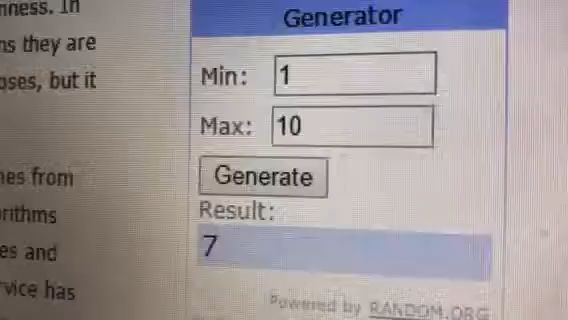 nness. In
ns they are
oses, but it
nes from
rithms
es and
vice has
Generator
Min: 1
Max: 10
Generate
Result:
7
Powered by RANDOM.ORG